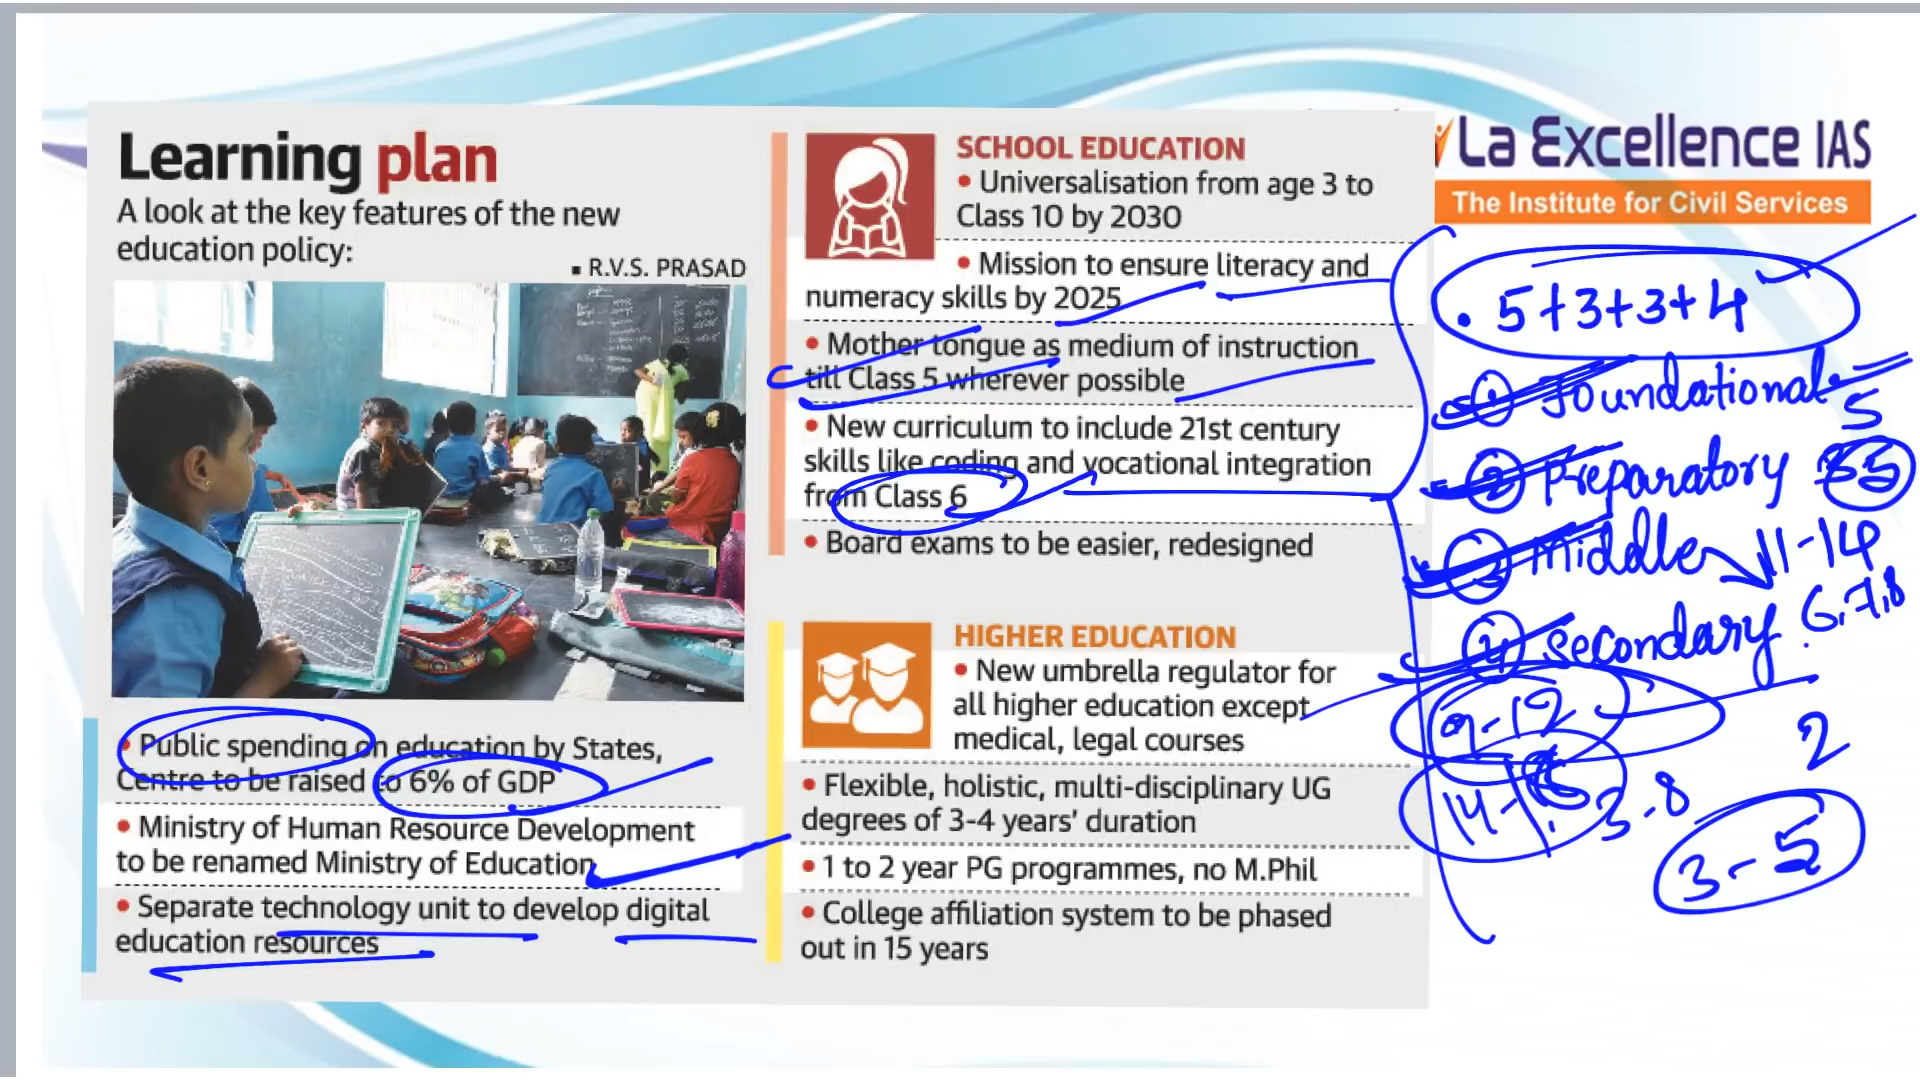 Learning plan
A look at the key features of the new
education policy:
■ R.V.S. PRASAD
• Public spending on education by States,
Centre to be raised to 6% of GDP
• Ministry of Human Resource Development
to be renamed Ministry of Education
• Separate technology unit to develop digital
education resources
SCHOOL EDUCATION
• Universalisation from age 3 to
Class 10 by 2030
• Mission to ensure literacy and
numeracy skills by 2025
• Mother tongue as medium of instruction
till Class 5 wherever possible
• New curriculum to include 21st century
skills like coding and vocational integration
from Class 6
• Board exams to be easier, redesigned
HIGHER EDUCATION
• New umbrella regulator for
all higher education except
medical, legal courses
• Flexible, holistic, multi-disciplinary UG
degrees of 3-4 years' duration
• 1 to 2 year PG programmes, no M.Phil
• College affiliation system to be phased
out in 15 years
La Excellence IAS
The Institute for Civil Services
• 5+3+3+4
① Foundational
5
② Preparatory
③ Middle 11-14
6,7,8
④ Secondary
9-12
2
3-8
3-5